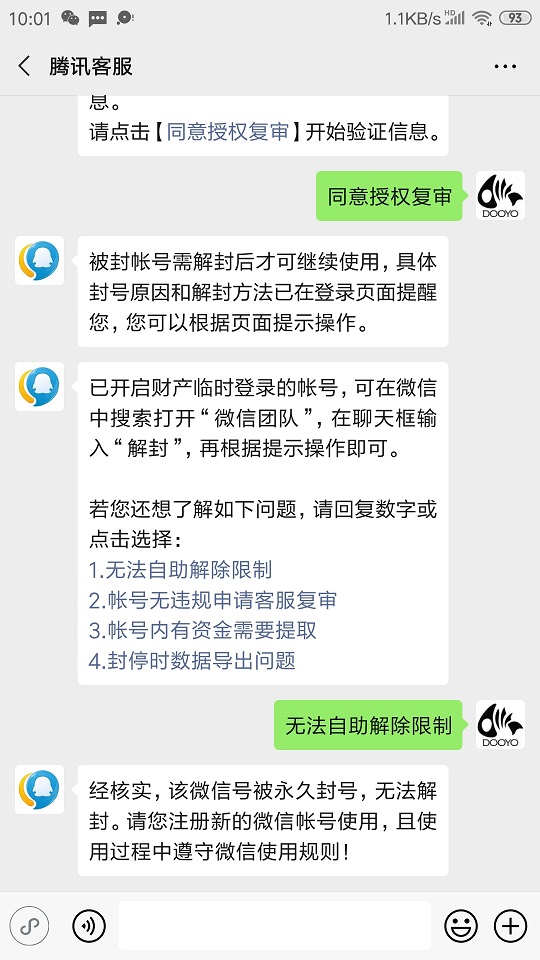 10:01
1.1KB/s HD 93
腾讯客服
息。
请点击【同意授权复审】开始验证信息。
同意授权复审
DOOYO
被封帐号需解封后才可继续使用，具体
封号原因和解封方法已在登录页面提醒
您，您可以根据页面提示操作。
已开启财产临时登录的帐号，可在微信
中搜索打开“微信团队”，在聊天框输
入“解封”，再根据提示操作即可。
若您还想了解如下问题，请回复数字或
点击选择：
1.无法自助解除限制
2.帐号无违规申请客服复审
3.帐号内有资金需要提取
4.封停时数据导出问题
无法自助解除限制
DOOYO
经核实，该微信号被永久封号，无法解
封。请您注册新的微信帐号使用，且使
用过程中遵守微信使用规则！